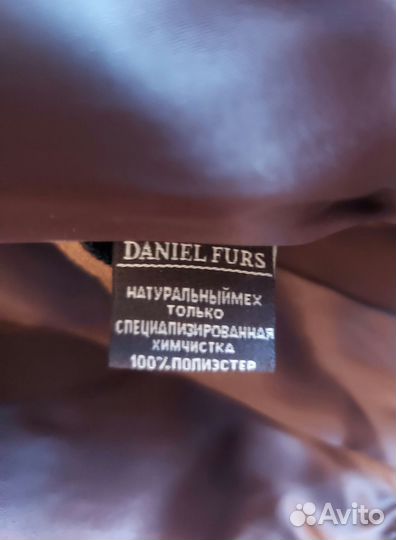 DANIEL FURS
НАТУРАЛЬНЫЙМЕХ
ТОЛЬКО
СПЕЦИАЛИЗИРОВАННАЯ
ХИМЧИСТКА
100% ПОЛИЭСТЕР
Avito